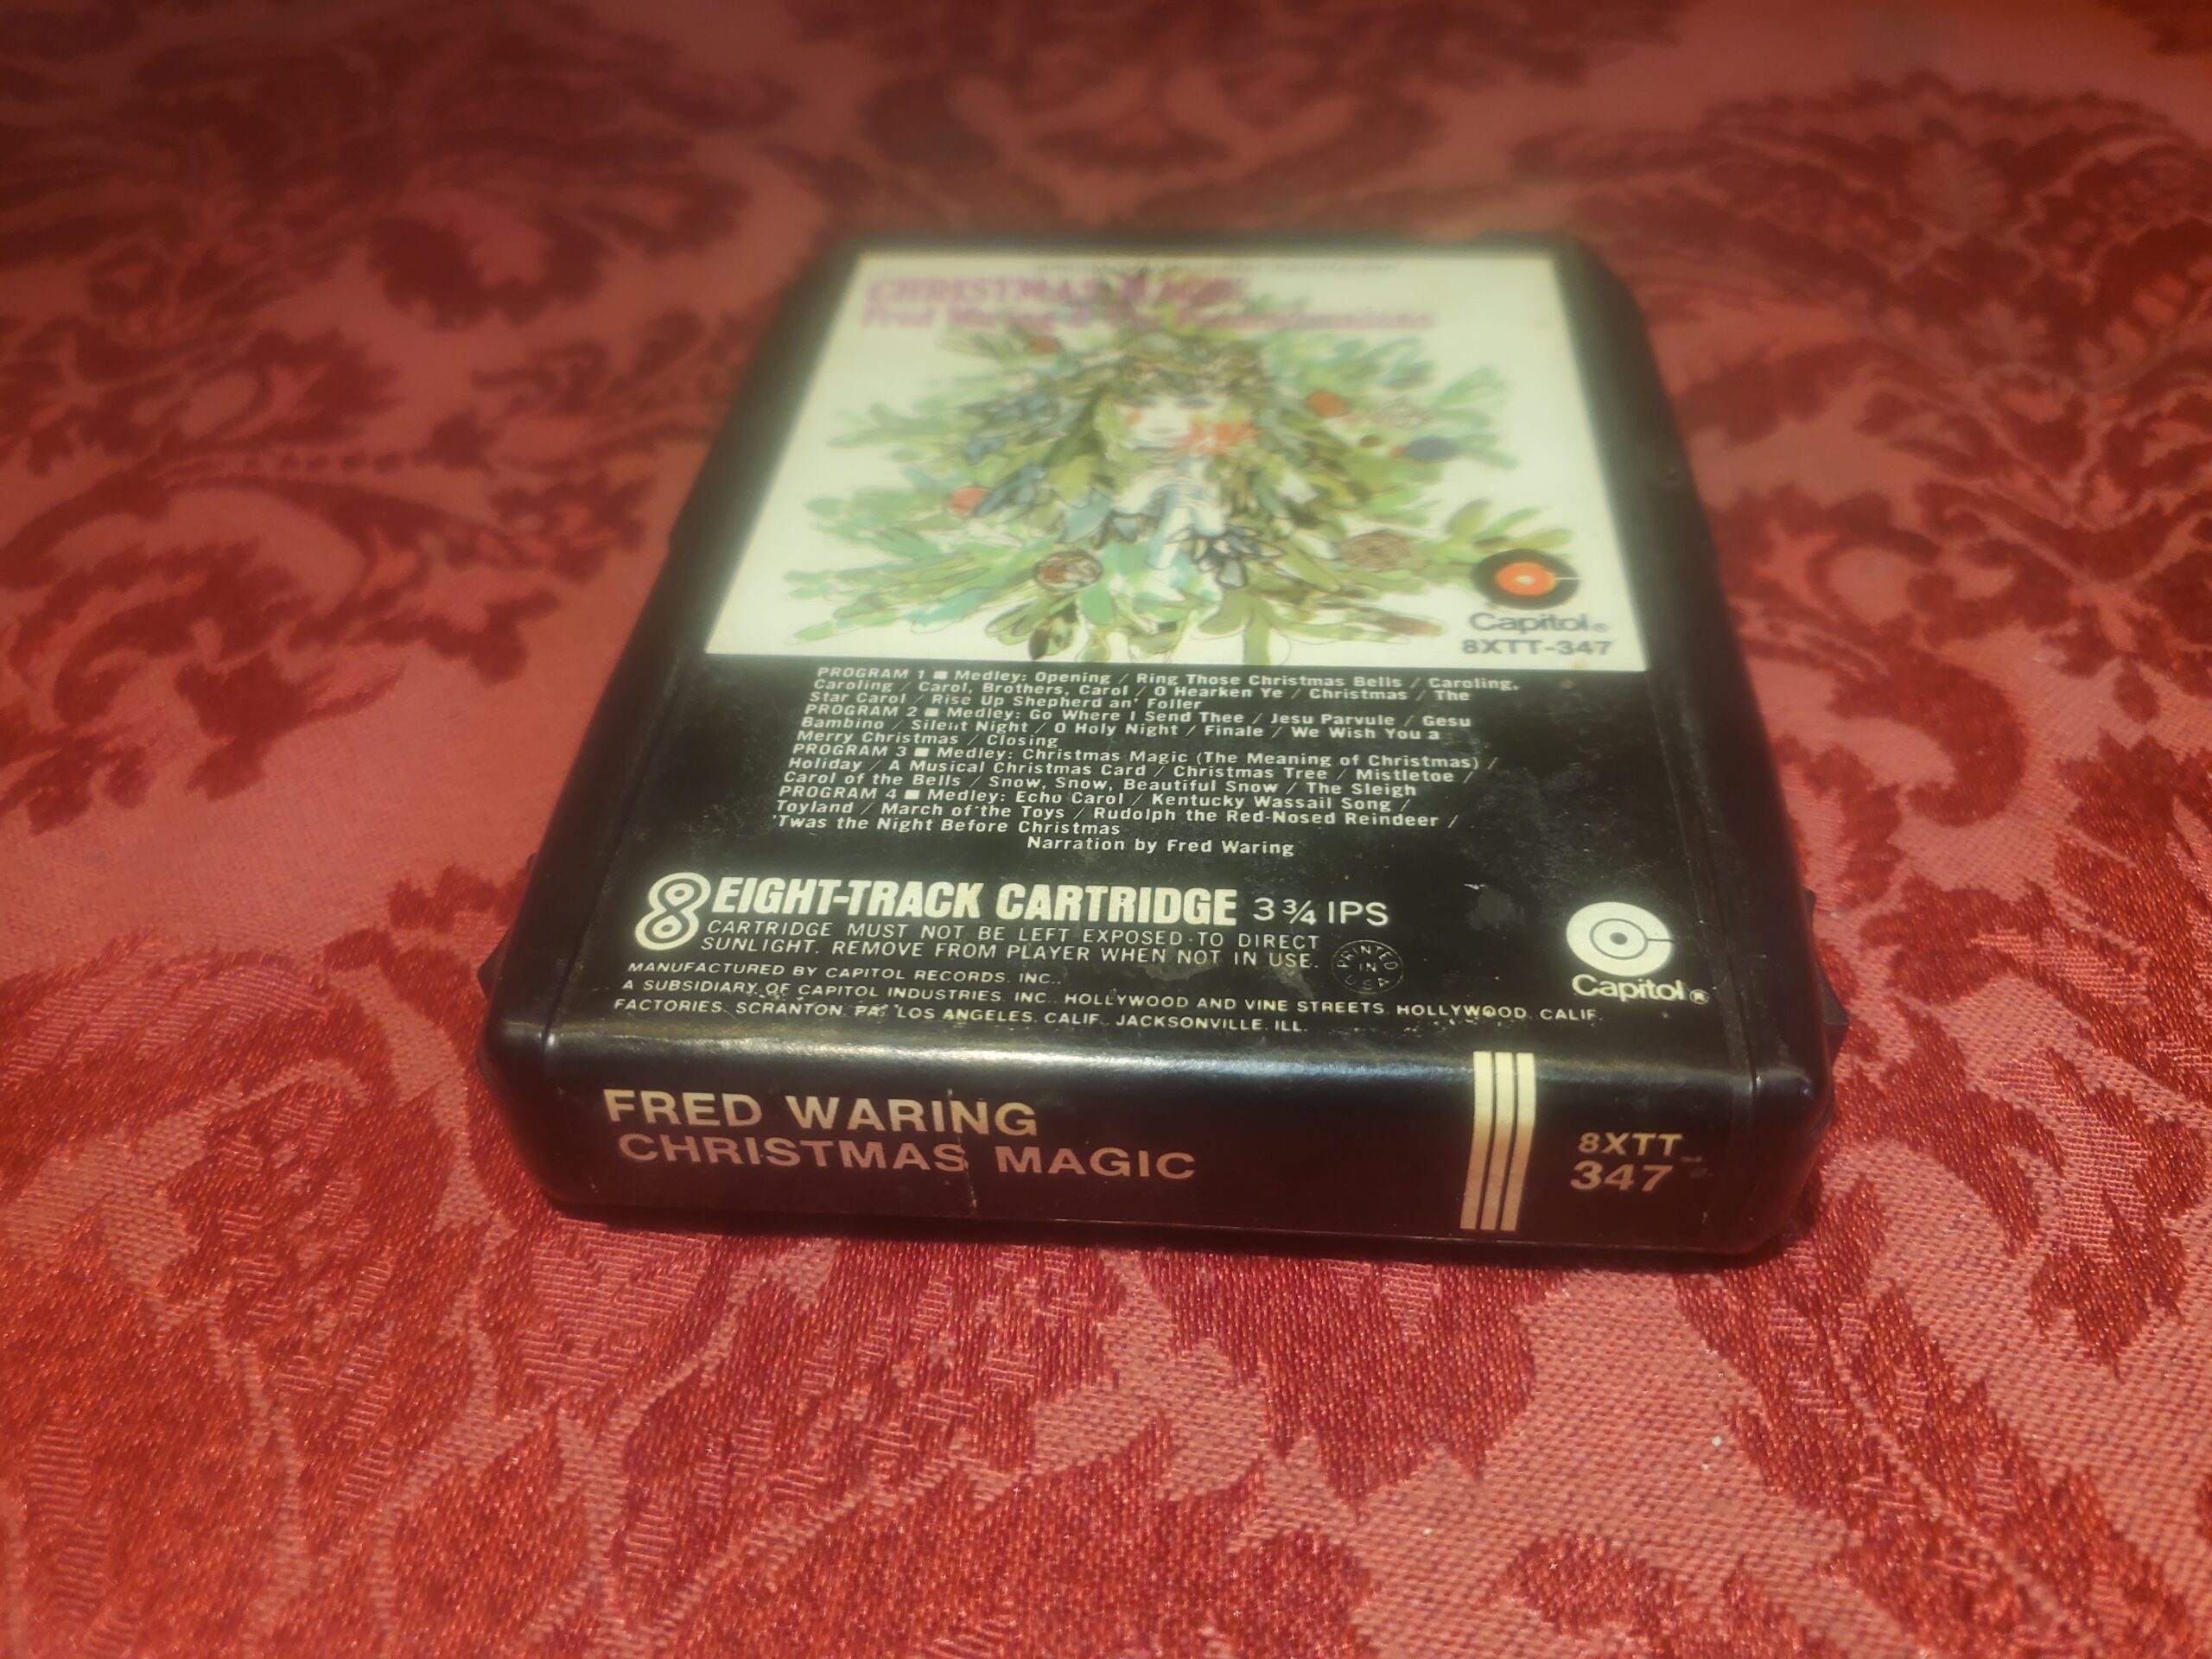 CHRISTMAS MAGIC
Fred Waring & The Pennsylvanians
Capitol®
8XTT-347
PROGRAM 1 ■ Medley: Opening / Ring Those Christmas Bells / Caroling,
Caroling / Carol, Brothers, Carol / O Hearken Ye / Christmas / The
Star Carol / Rise Up Shepherd an' Foller
PROGRAM 2 ■ Medley: Go Where I Send Thee / Jesu Parvule / Gesu
Bambino / Silent Night / O Holy Night / Finale / We Wish You a
Merry Christmas / Closing
PROGRAM 3 ■ Medley: Christmas Magic (The Meaning of Christmas) /
Holiday / A Musical Christmas Card / Christmas Tree / Mistletoe /
Carol of the Bells / Snow, Snow, Beautiful Snow / The Sleigh
PROGRAM 4 ■ Medley: Echo Carol / Kentucky Wassail Song /
Toyland / March of the Toys / Rudolph the Red-Nosed Reindeer /
'Twas the Night Before Christmas
Narration by Fred Waring
8 EIGHT-TRACK CARTRIDGE 3 ¾ IPS
CARTRIDGE MUST NOT BE LEFT EXPOSED TO DIRECT
SUNLIGHT. REMOVE FROM PLAYER WHEN NOT IN USE.
PRINTED
IN
USA
Capitol®
MANUFACTURED BY CAPITOL RECORDS, INC.,
A SUBSIDIARY OF CAPITOL INDUSTRIES, INC., HOLLYWOOD AND VINE STREETS, HOLLYWOOD, CALIF.
FACTORIES: SCRANTON, PA., LOS ANGELES, CALIF., JACKSONVILLE, ILL.
FRED WARING
CHRISTMAS MAGIC
8XTT
347